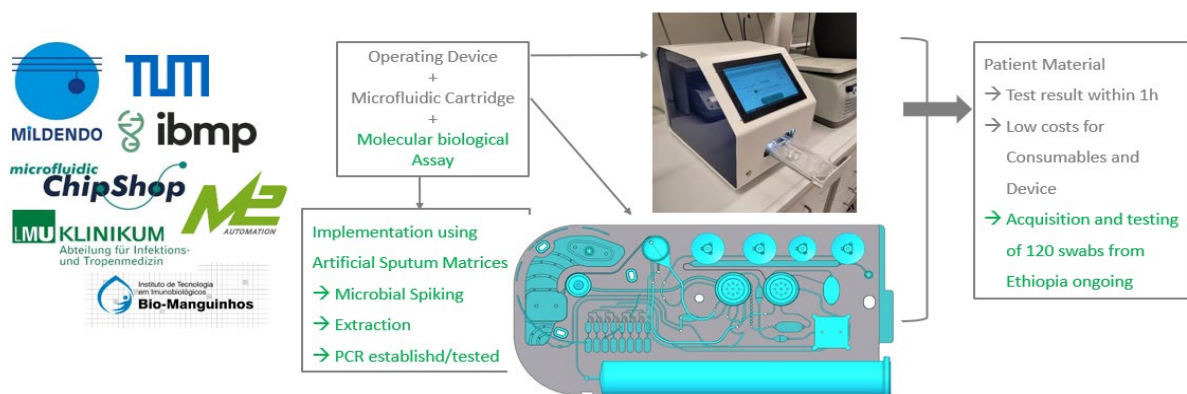 MiLDENDO
TUM
ibmp
microfluidic
ChipShop
M2
AUTOMATION
LMU KLINIKUM
Abteilung für Infektions-
und Tropenmedizin
Instituto de Tecnologia
em Imunobiológicos
Bio-Manguinhos
Operating Device
+
Microfluidic Cartridge
+
Molecular biological
Assay
Implementation using
Artificial Sputum Matrices
→ Microbial Spiking
→ Extraction
→ PCR establishd/tested
Patient Material
→ Test result within 1h
→ Low costs for
Consumables and
Device
→ Acquisition and testing
of 120 swabs from
Ethiopia ongoing